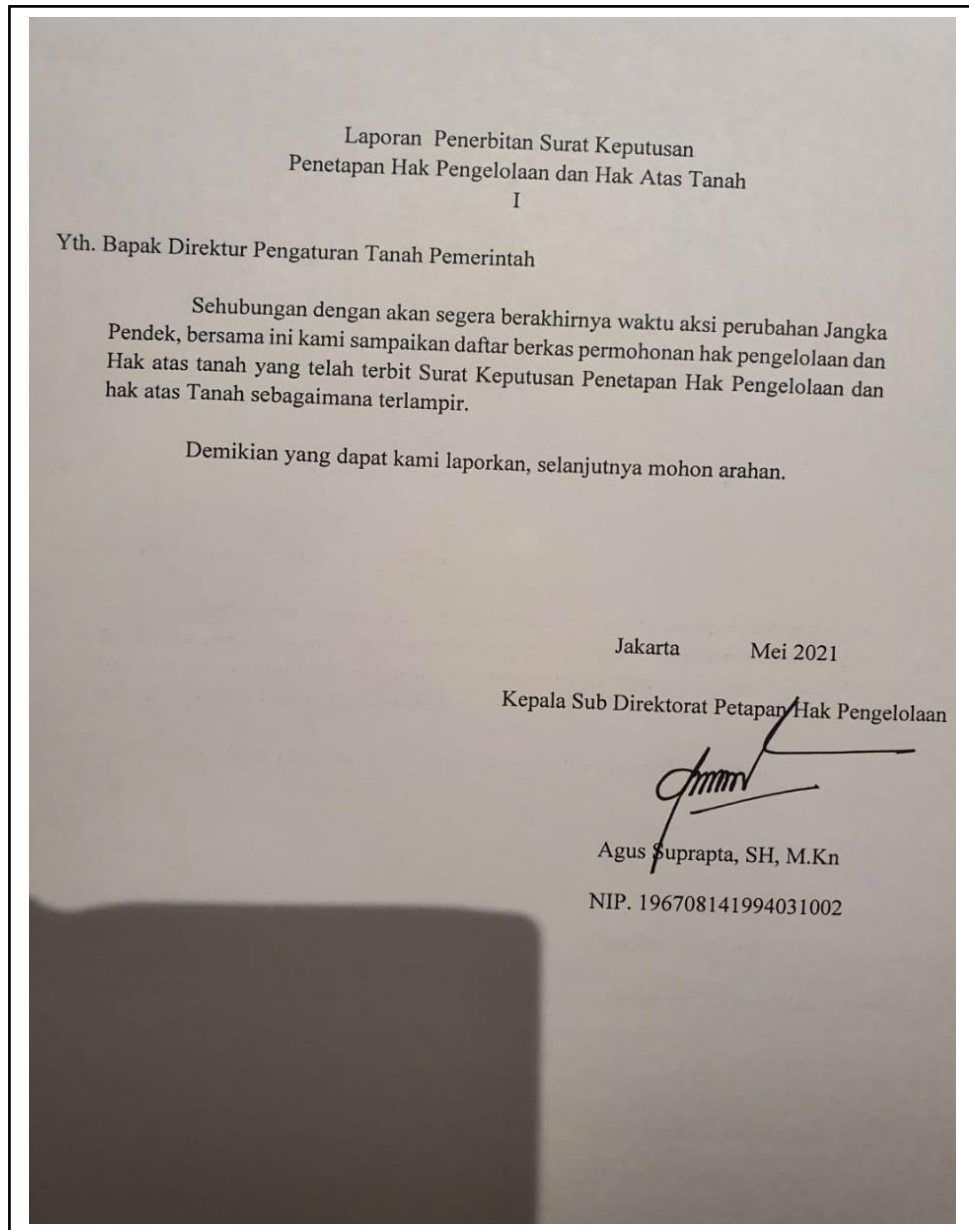 Laporan Penerbitan Surat Keputusan
Penetapan Hak Pengelolaan dan Hak Atas Tanah
I
Yth. Bapak Direktur Pengaturan Tanah Pemerintah
Sehubungan dengan akan segera berakhirnya waktu aksi perubahan Jangka
Pendek, bersama ini kami sampaikan daftar berkas permohonan hak pengelolaan dan
Hak atas tanah yang telah terbit Surat Keputusan Penetapan Hak Pengelolaan dan
hak atas Tanah sebagaimana terlampir.
Demikian yang dapat kami laporkan, selanjutnya mohon arahan.
Jakarta Mei 2021
Kepala Sub Direktorat Petapan Hak Pengelolaan
Agus Suprapta, SH, M.Kn
NIP. 196708141994031002